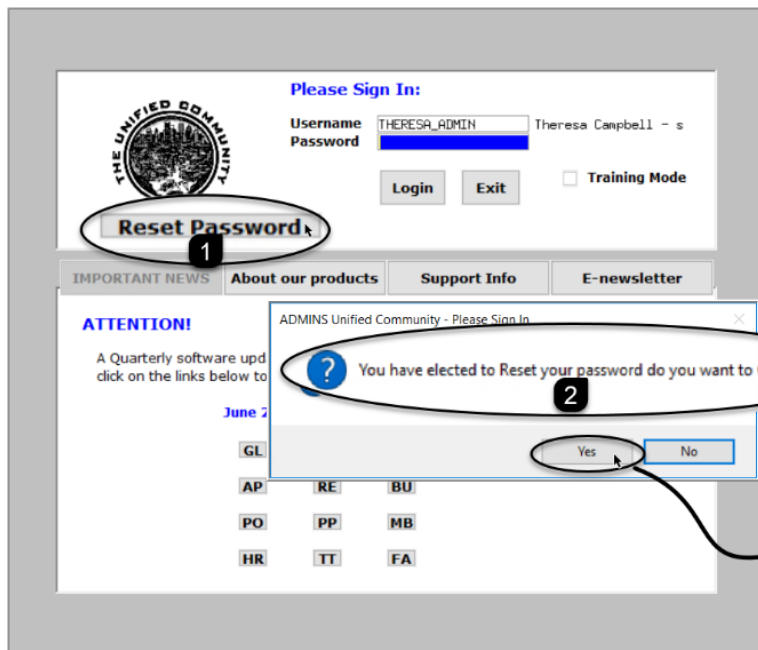 THE UNIFIED COMMUNITY
Please Sign In:
Username THERESA_ADMIN Theresa Campbell - s
Password
Login Exit Training Mode
Reset Password
1
IMPORTANT NEWS About our products Support Info E-newsletter
ATTENTION!
ADMINS Unified Community - Please Sign In
A Quarterly software upd
click on the links below to
You have elected to Reset your password do you want to
2
June 2
Yes No
GL
AP RE BU
PO PP MB
HR TT FA